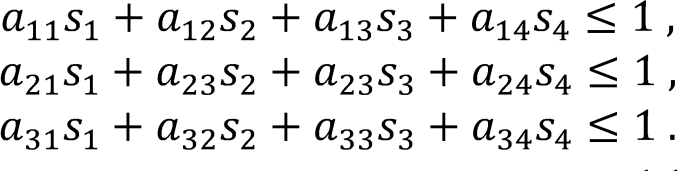 a₁₁s₁ + a₁₂s₂ + a₁₃s₃ + a₁₄s₄ ≤ 1 ,
a₂₁s₁ + a₂₃s₂ + a₂₃s₃ + a₂₄s₄ ≤ 1 ,
a₃₁s₁ + a₃₂s₂ + a₃₃s₃ + a₃₄s₄ ≤ 1 .